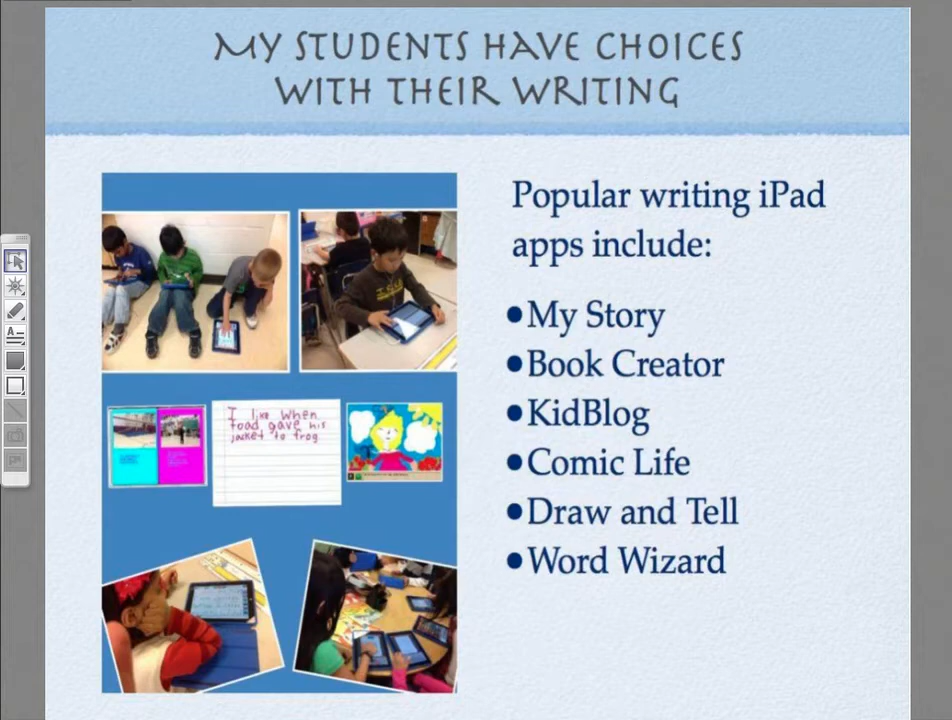 MY STUDENTS HAVE CHOICES
WITH THEIR WRITING
Popular writing iPad
apps include:
•My Story
•Book Creator
•KidBlog
•Comic Life
•Draw and Tell
•Word Wizard
I like when
Toad gave his
jacket to frog